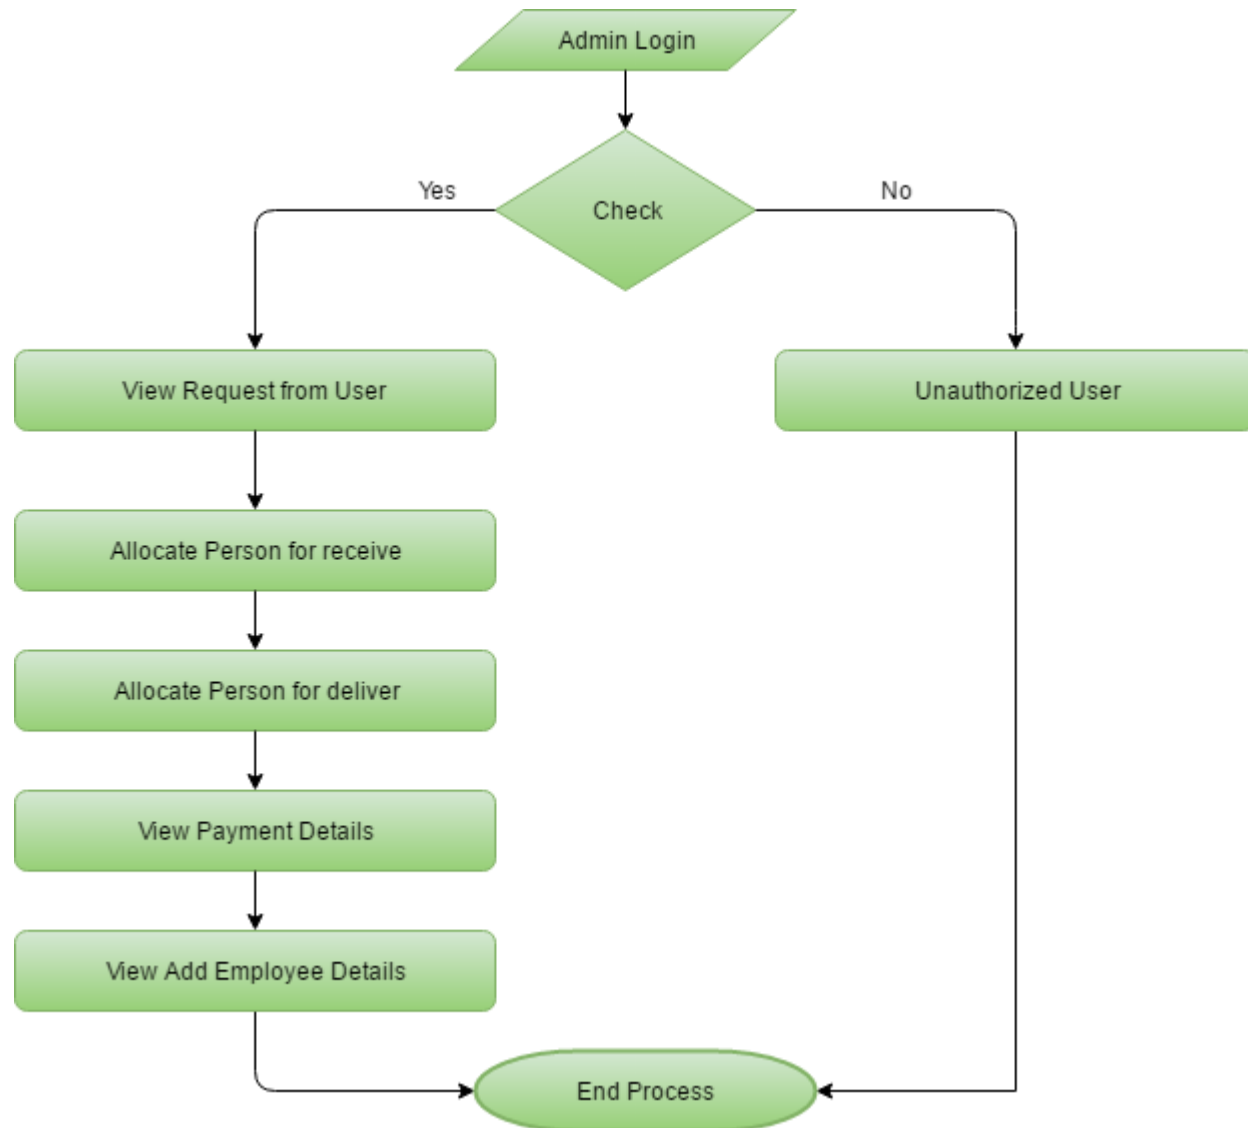 Admin Login
Yes
Check
No
View Request from User
Unauthorized User
Allocate Person for receive
Allocate Person for deliver
View Payment Details
View Add Employee Details
End Process